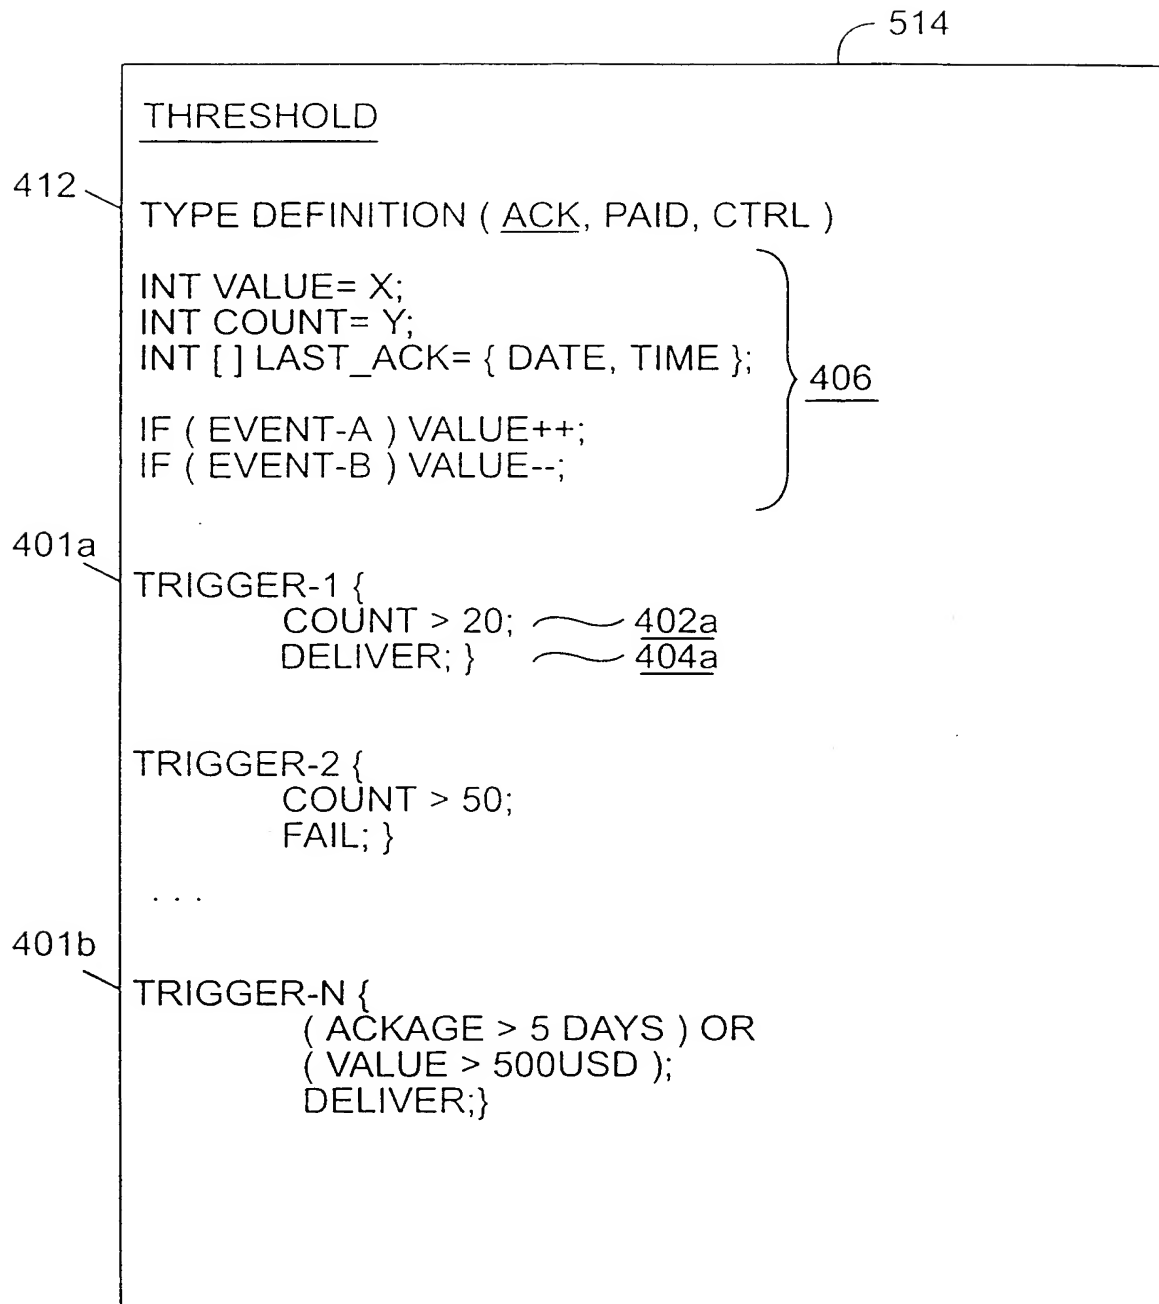 514
THRESHOLD
412
TYPE DEFINITION ( ACK, PAID, CTRL )
INT VALUE= X;
INT COUNT= Y;
INT [ ] LAST_ACK= { DATE, TIME };
406
IF ( EVENT-A ) VALUE++;
IF ( EVENT-B ) VALUE--;
401a
TRIGGER-1 {
COUNT > 20; 402a
DELIVER; } 404a
TRIGGER-2 {
COUNT > 50;
FAIL; }
. . .
401b
TRIGGER-N {
( ACKAGE > 5 DAYS ) OR
( VALUE > 500USD );
DELIVER;}